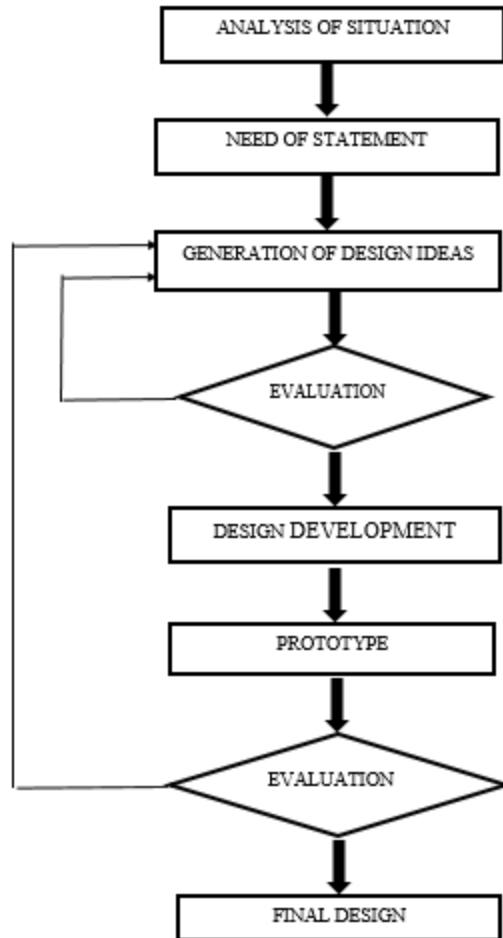 ANALYSIS OF SITUATION
NEED OF STATEMENT
GENERATION OF DESIGN IDEAS
EVALUATION
DESIGN DEVELOPMENT
PROTOTYPE
EVALUATION
FINAL DESIGN